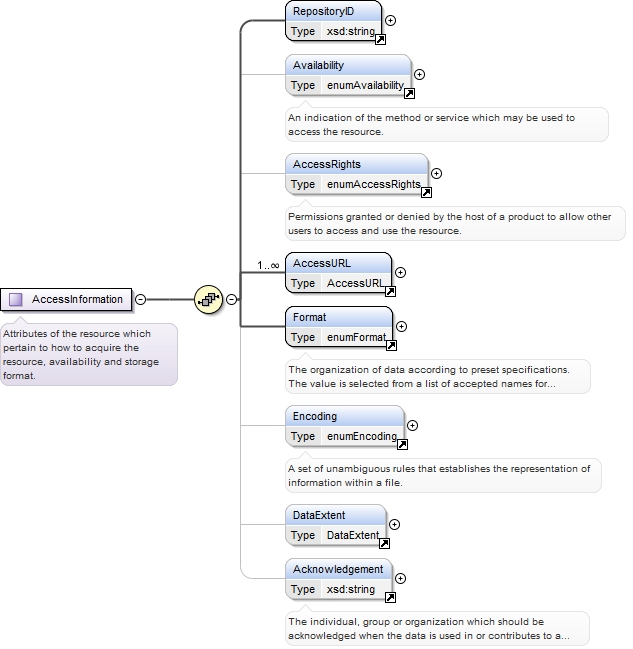 RepositoryID
Type xsd:string
Availability
Type enumAvailability
An indication of the method or service which may be used to
access the resource.
AccessRights
Type enumAccessRights
Permissions granted or denied by the host of a product to allow other
users to access and use the resource.
1..∞
AccessURL
Type AccessURL
AccessInformation
Attributes of the resource which
pertain to how to acquire the
resource, availability and storage
format.
Format
Type enumFormat
The organization of data according to preset specifications.
The value is selected from a list of accepted names for...
Encoding
Type enumEncoding
A set of unambiguous rules that establishes the representation of
information within a file.
DataExtent
Type DataExtent
Acknowledgement
Type xsd:string
The individual, group or organization which should be
acknowledged when the data is used in or contributes to a...